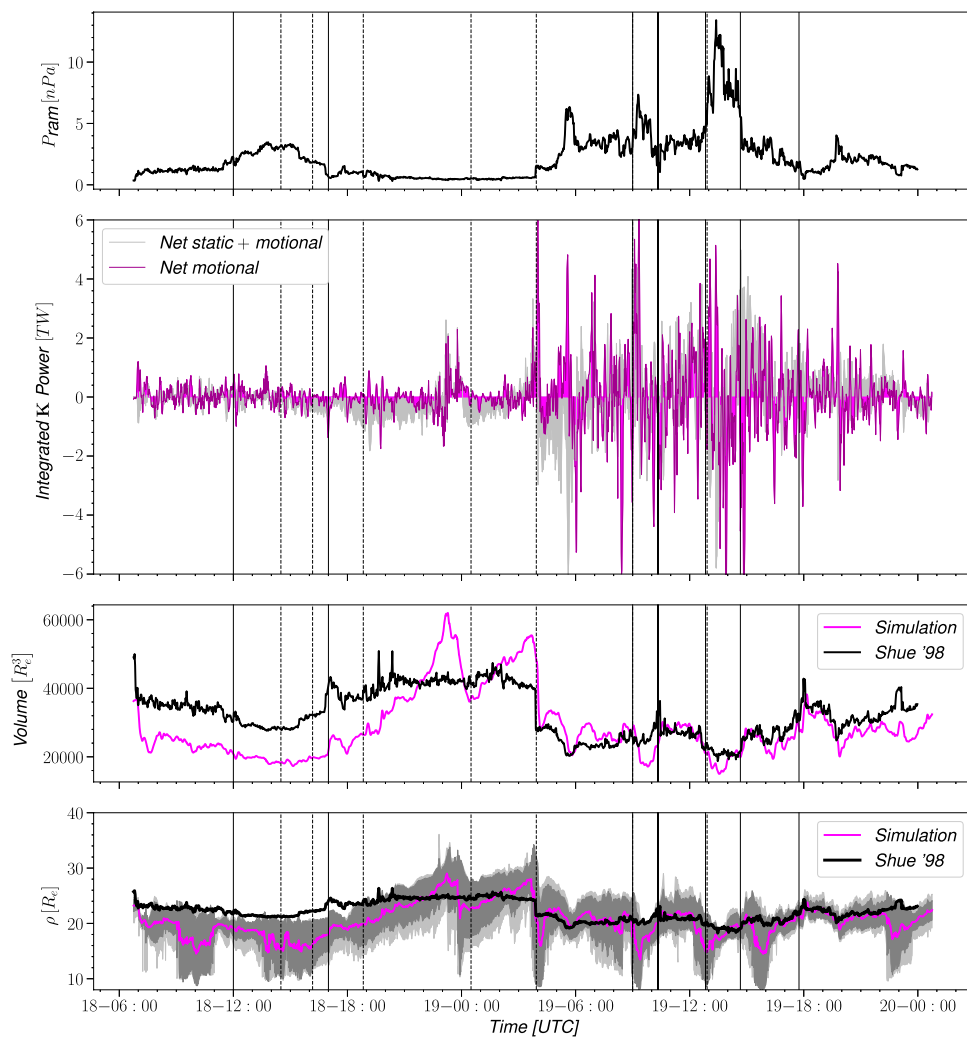 P_ram [nPa]
10
5
0
Integrated K Power [TW]
6
4
2
0
−2
−4
−6
Net static + motional
Net motional
Volume [R_e^3]
60000
40000
20000
Simulation
Shue '98
ρ [R_e]
40
30
20
10
Simulation
Shue '98
18−06 : 00 18−12 : 00 18−18 : 00 19−00 : 00 19−06 : 00 19−12 : 00 19−18 : 00 20−00 : 00
Time [UTC]